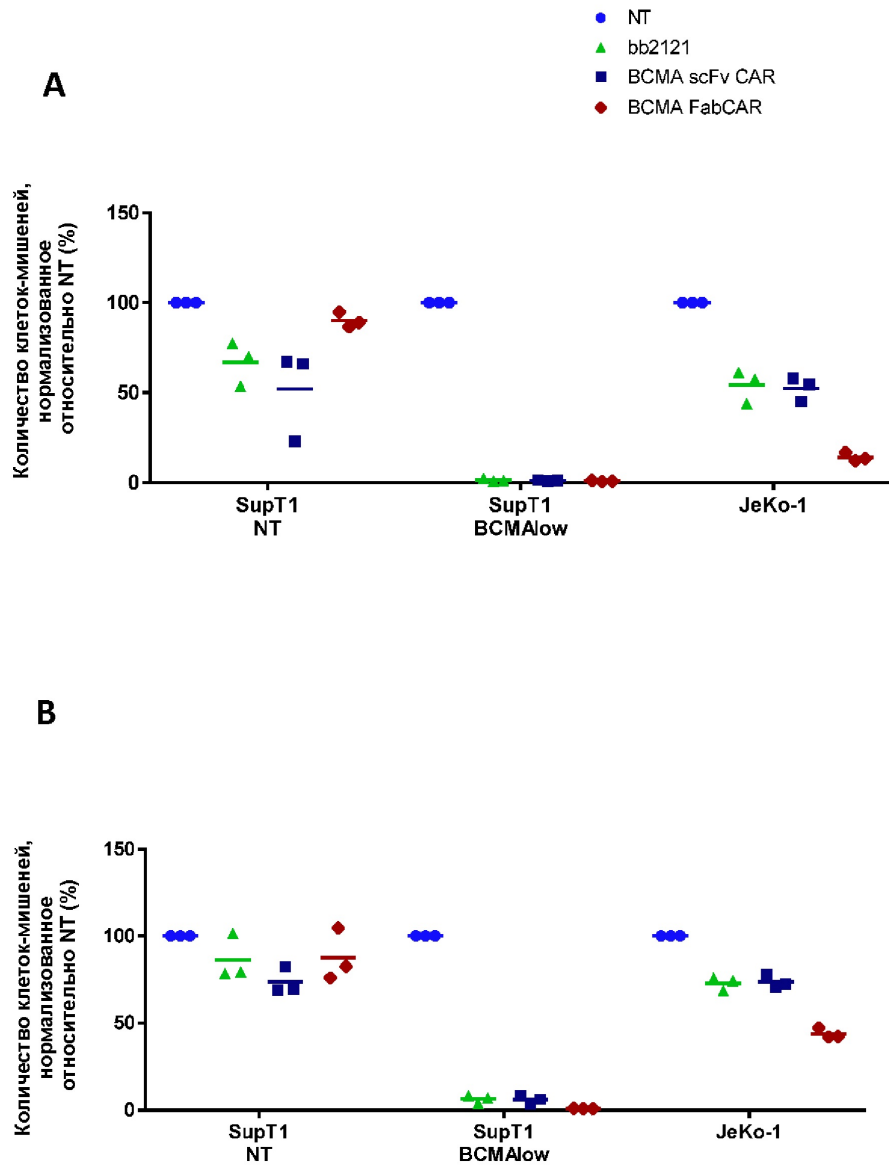 NT
bb2121
BCMA scFv CAR
BCMA FabCAR
A
Количество клеток-мишеней,
нормализованное
относительно NT (%)
150
100
50
0
SupT1
NT
SupT1
BCMAlow
JeKo-1
B
Количество клеток-мишеней,
нормализованное
относительно NT (%)
150
100
50
0
SupT1
NT
SupT1
BCMAlow
JeKo-1